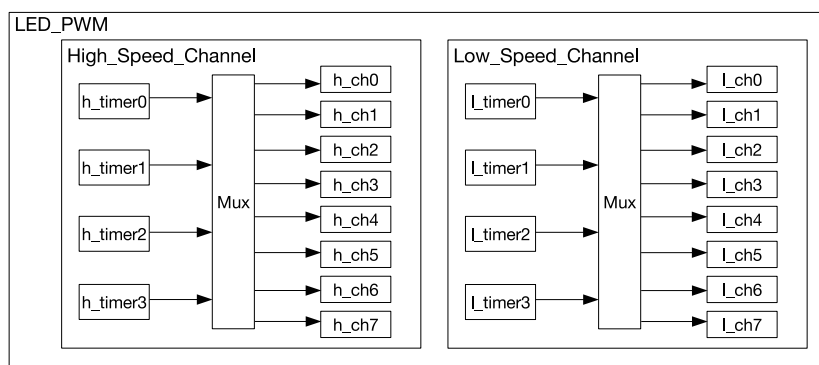 LED_PWM
High_Speed_Channel
h_timer0
h_timer1
h_timer2
h_timer3
Mux
h_ch0
h_ch1
h_ch2
h_ch3
h_ch4
h_ch5
h_ch6
h_ch7
Low_Speed_Channel
l_timer0
l_timer1
l_timer2
l_timer3
Mux
l_ch0
l_ch1
l_ch2
l_ch3
l_ch4
l_ch5
l_ch6
l_ch7